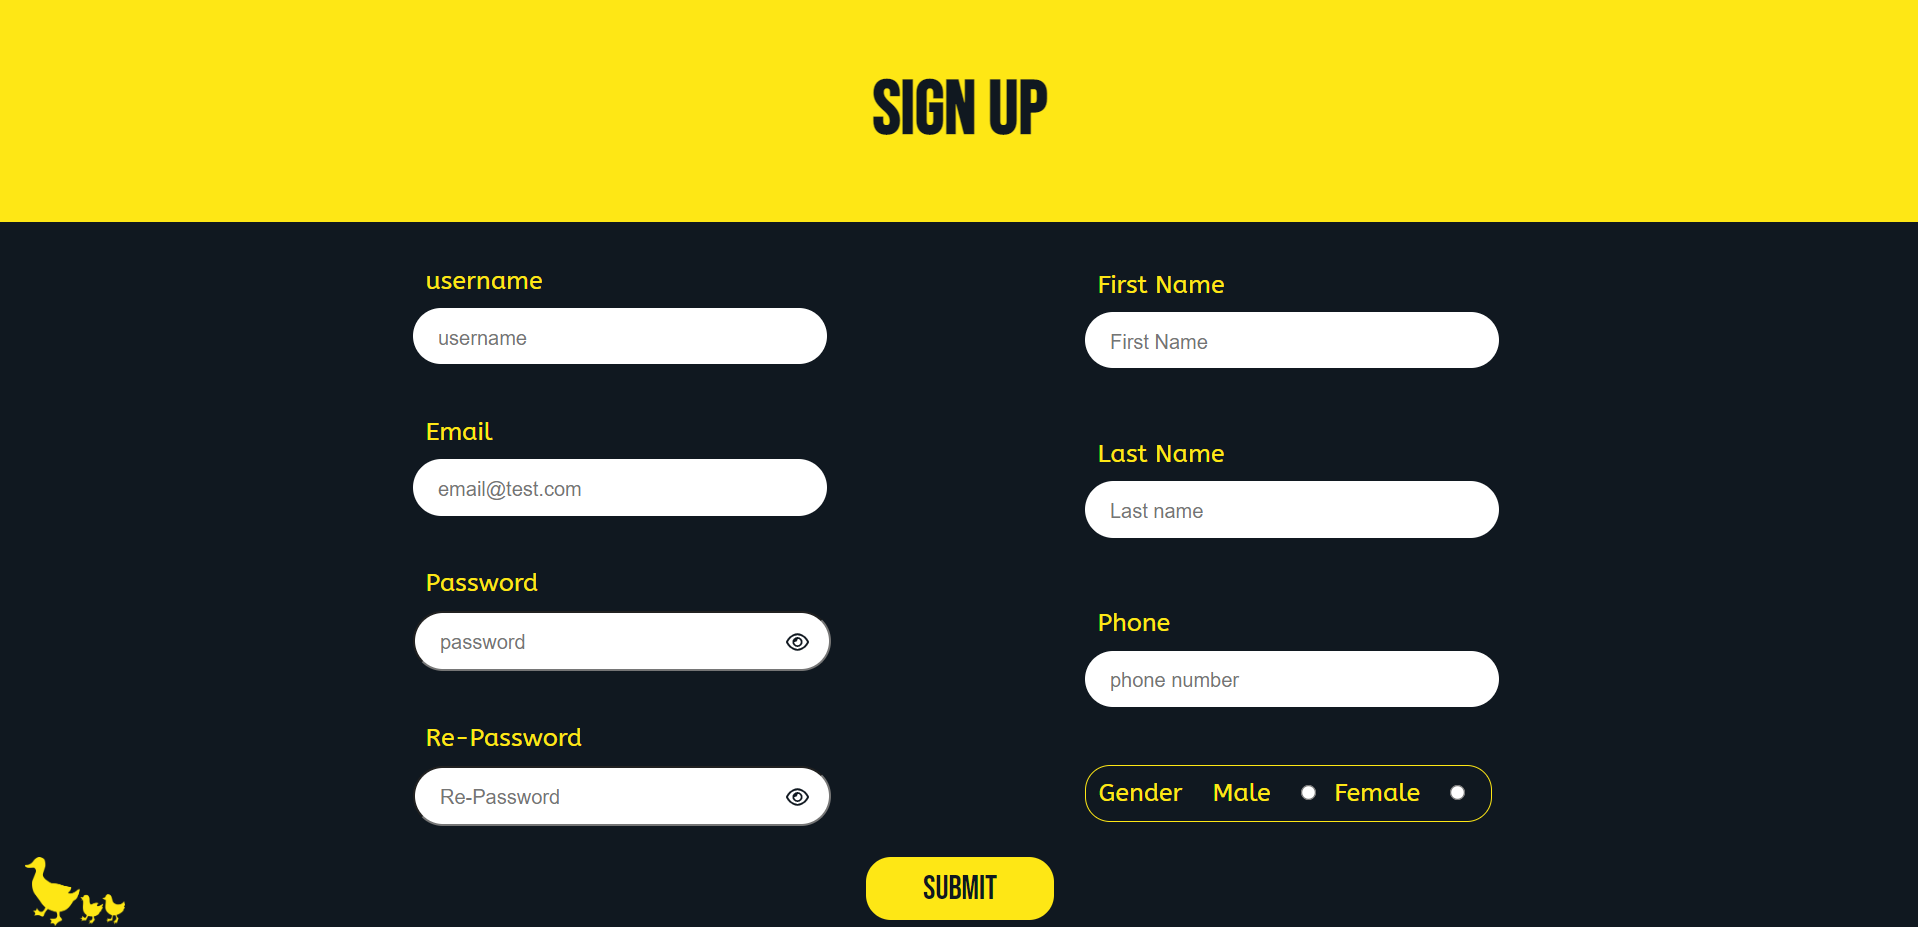 SIGN UP
username
username
Email
email@test.com
Password
password
Re-Password
Re-Password
First Name
First Name
Last Name
Last name
Phone
phone number
Gender Male Female
SUBMIT